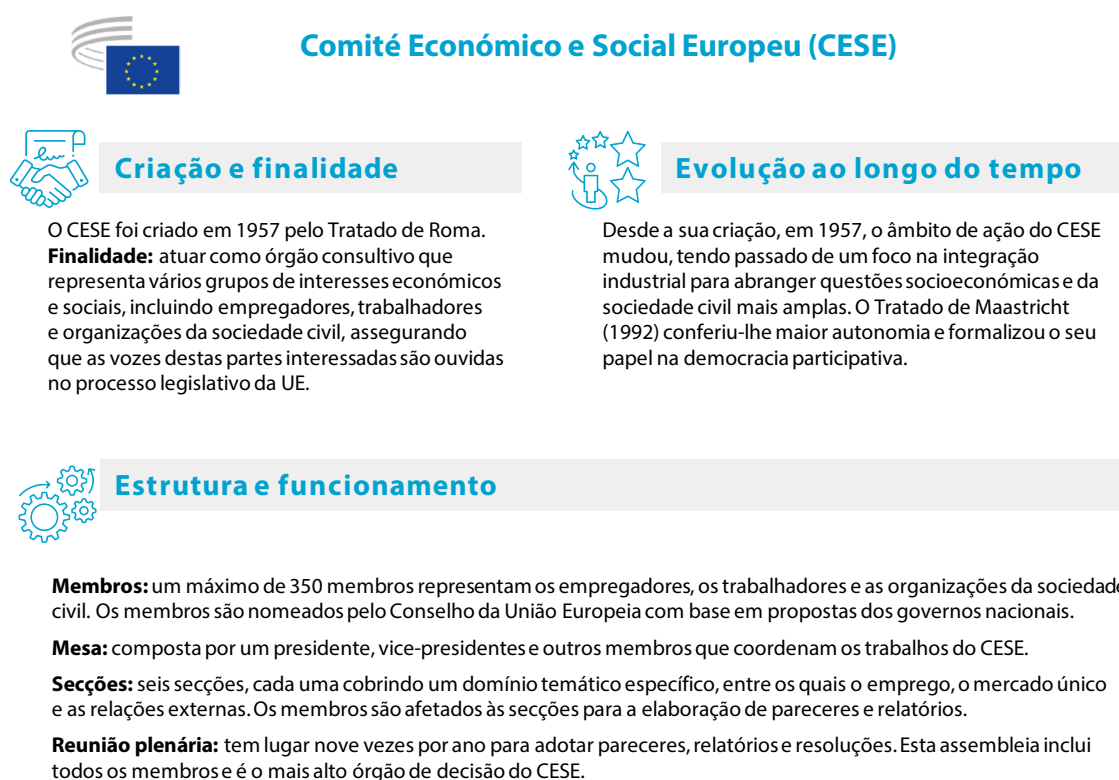 Comité Económico e Social Europeu (CESE)
Criação e finalidade
O CESE foi criado em 1957 pelo Tratado de Roma.
Finalidade: atuar como órgão consultivo que
representa vários grupos de interesses económicos
e sociais, incluindo empregadores, trabalhadores
e organizações da sociedade civil, assegurando
que as vozes destas partes interessadas são ouvidas
no processo legislativo da UE.
Evolução ao longo do tempo
Desde a sua criação, em 1957, o âmbito de ação do CESE
mudou, tendo passado de um foco na integração
industrial para abranger questões socioeconómicas e da
sociedade civil mais amplas. O Tratado de Maastricht
(1992) conferiu-lhe maior autonomia e formalizou o seu
papel na democracia participativa.
Estrutura e funcionamento
Membros: um máximo de 350 membros representam os empregadores, os trabalhadores e as organizações da sociedade
civil. Os membros são nomeados pelo Conselho da União Europeia com base em propostas dos governos nacionais.
Mesa: composta por um presidente, vice-presidentes e outros membros que coordenam os trabalhos do CESE.
Secções: seis secções, cada uma cobrindo um domínio temático específico, entre os quais o emprego, o mercado único
e as relações externas. Os membros são afetados às secções para a elaboração de pareceres e relatórios.
Reunião plenária: tem lugar nove vezes por ano para adotar pareceres, relatórios e resoluções. Esta assembleia inclui
todos os membros e é o mais alto órgão de decisão do CESE.